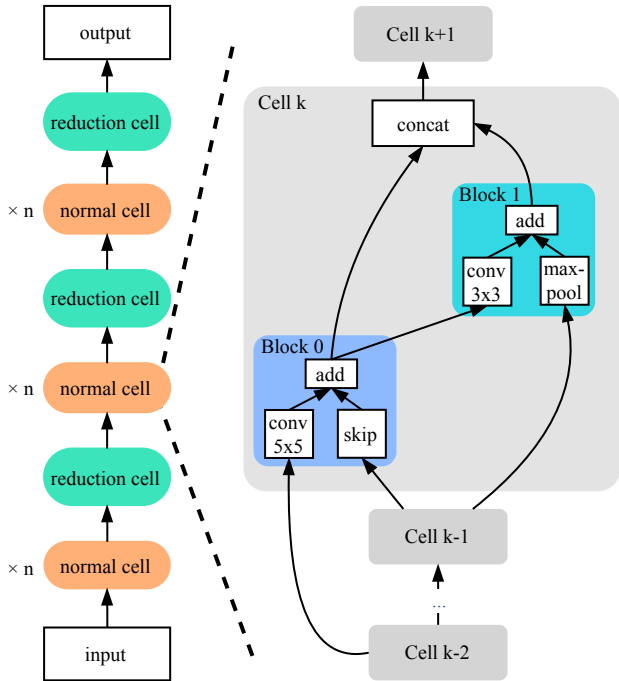 output
reduction cell
× n
normal cell
reduction cell
× n
normal cell
reduction cell
× n
normal cell
input
Cell k+1
Cell k
concat
Block 1
add
conv
3x3
max-
pool
Block 0
add
conv
5x5
skip
Cell k-1
...
Cell k-2